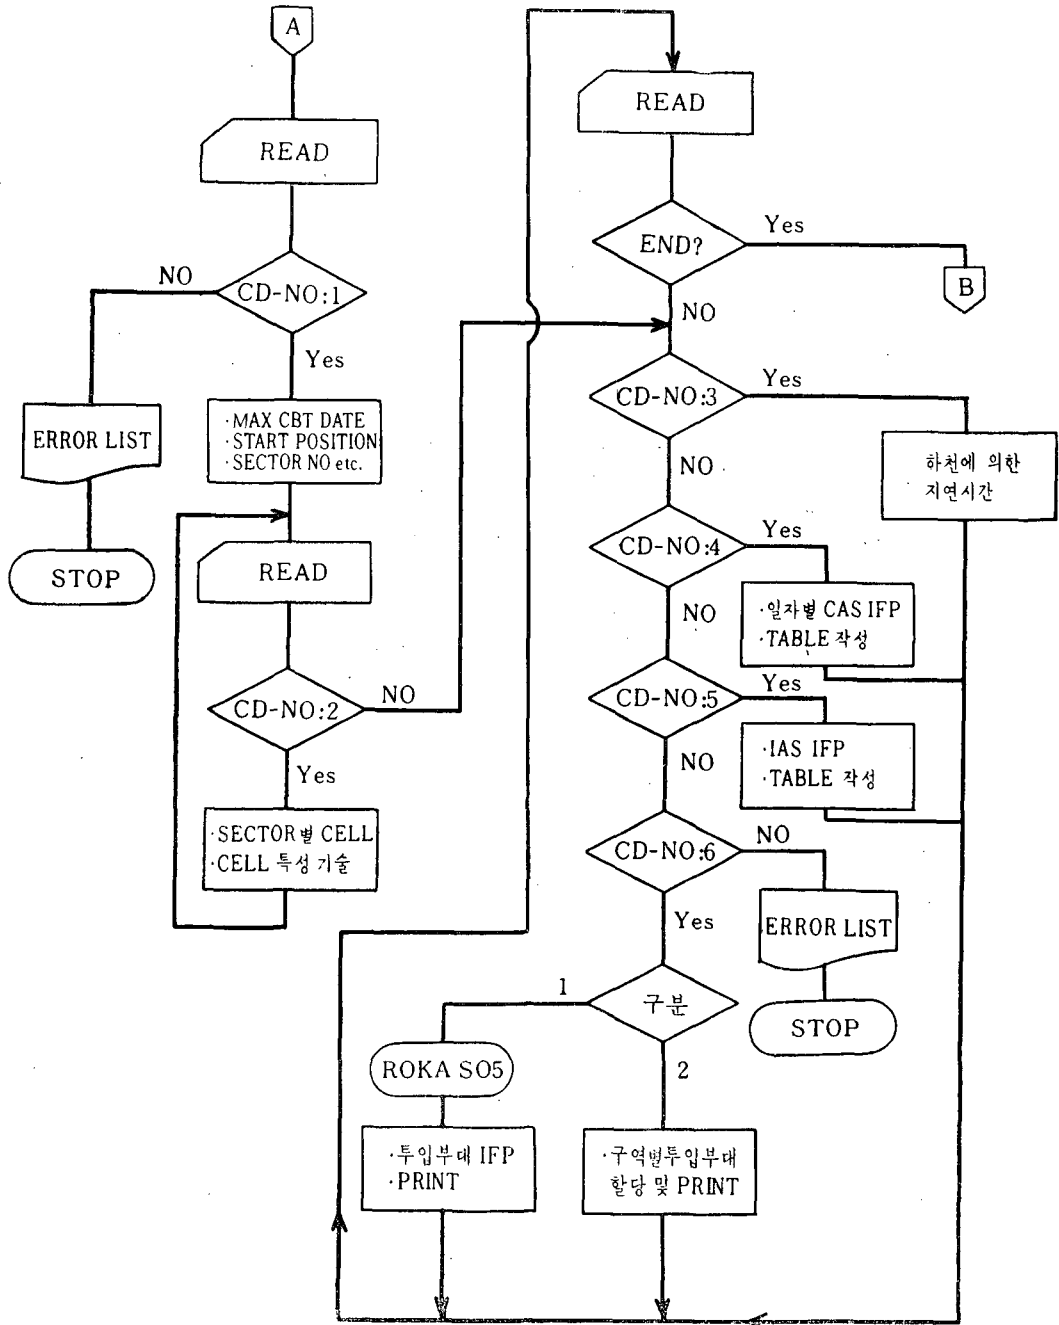 A
READ
CD-NO:1
NO
Yes
ERROR LIST
STOP
·MAX CBT DATE
·START POSITION
·SECTOR NO etc.
READ
CD-NO:2
NO
Yes
·SECTOR별 CELL
·CELL 특성 기술
READ
END?
Yes
B
NO
CD-NO:3
Yes
하천에 의한
지연시간
NO
CD-NO:4
Yes
·일자별 CAS IFP
·TABLE 작성
NO
CD-NO:5
Yes
·IAS IFP
·TABLE 작성
NO
CD-NO:6
NO
ERROR LIST
STOP
Yes
구분
1
ROKA SO5
·투입부대 IFP
·PRINT
2
·구역별투입부대
할당 및 PRINT